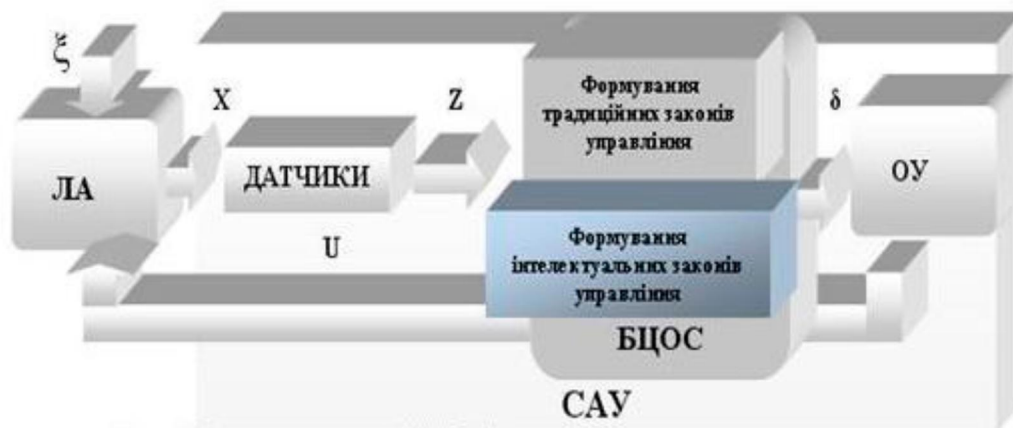 ξ
X
Z
δ
Формування
традиційних законів
управління
ЛА
ДАТЧИКИ
ОУ
U
Формування
інтелектуальних законів
управління
БЦОС
САУ